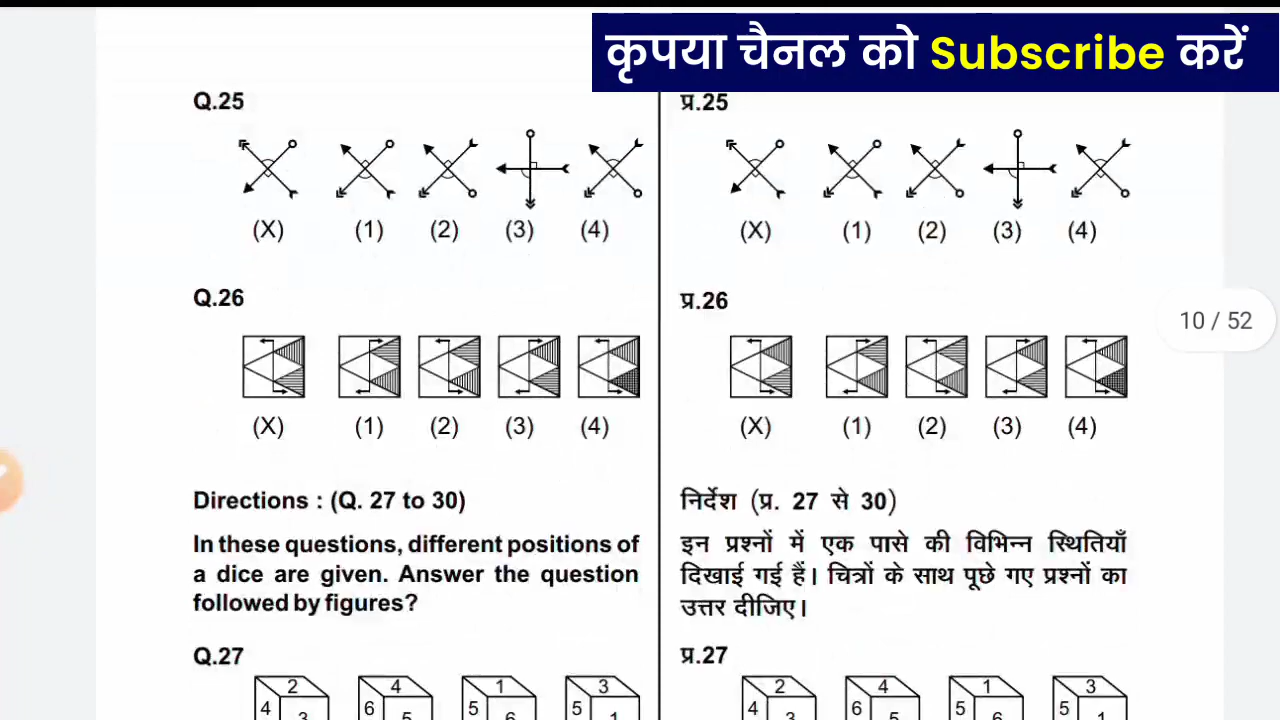 कृपया चैनल को Subscribe करें
Q.25
(X) (1) (2) (3) (4)
Q.26
(X) (1) (2) (3) (4)
Directions : (Q. 27 to 30)
In these questions, different positions of
a dice are given. Answer the question
followed by figures?
Q.27
2 4 1 3
4 3 6 5 5 6 5 1
प्र.25
(X) (1) (2) (3) (4)
प्र.26
(X) (1) (2) (3) (4)
निर्देश (प्र. 27 से 30)
इन प्रश्नों में एक पासे की विभिन्न स्थितियाँ
दिखाई गई हैं। चित्रों के साथ पूछे गए प्रश्नों का
उत्तर दीजिए।
प्र.27
2 4 1 3
4 3 6 5 5 6 5 1
10 / 52